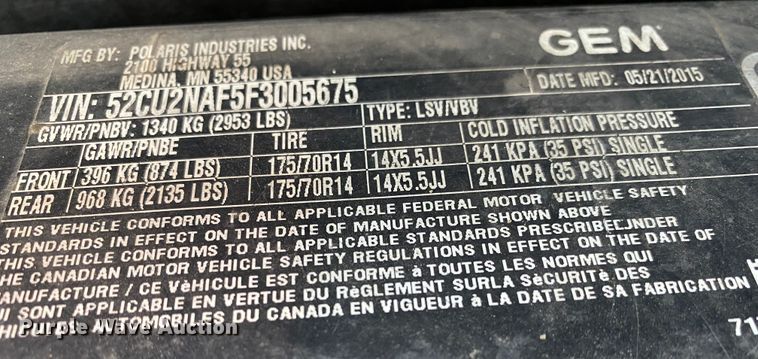 MFG BY: POLARIS INDUSTRIES INC.
2100 HIGHWAY 55
MEDINA, MN 55340 USA
GEM
DATE MFD: 05/21/2015
VIN: 52CU2NAF5F3005675
TYPE: LSV/VBV
GVWR/PNBV: 1340 KG (2953 LBS)
GAWR/PNBE TIRE RIM COLD INFLATION PRESSURE
FRONT 396 KG (874 LBS) 175/70R14 14X5.5JJ 241 KPA (35 PSI) SINGLE
REAR 968 KG (2135 LBS) 175/70R14 14X5.5JJ 241 KPA (35 PSI) SINGLE
THIS VEHICLE CONFORMS TO ALL APPLICABLE FEDERAL MOTOR VEHICLE SAFETY
STANDARDS IN EFFECT ON THE DATE OF MANUFACTURE SHOWN ABOVE
THIS VEHICLE CONFORMS TO ALL APPLICABLE STANDARDS PRESCRIBED UNDER
THE CANADIAN MOTOR VEHICLE SAFETY REGULATIONS IN EFFECT ON THE DATE OF
MANUFACTURE / CE VèHICULE EST CONFORME à TOUTES LES NORMES QUI
LUI SONT APPLICABLE EN VERTUE DU RèGLEMENT SURLA SèCURITè DES
VEHICULES AUTOMOBILES DU CANADA EN VIGUEUR à LA DATE DE SA FABRICATION
Purple Wave Auction